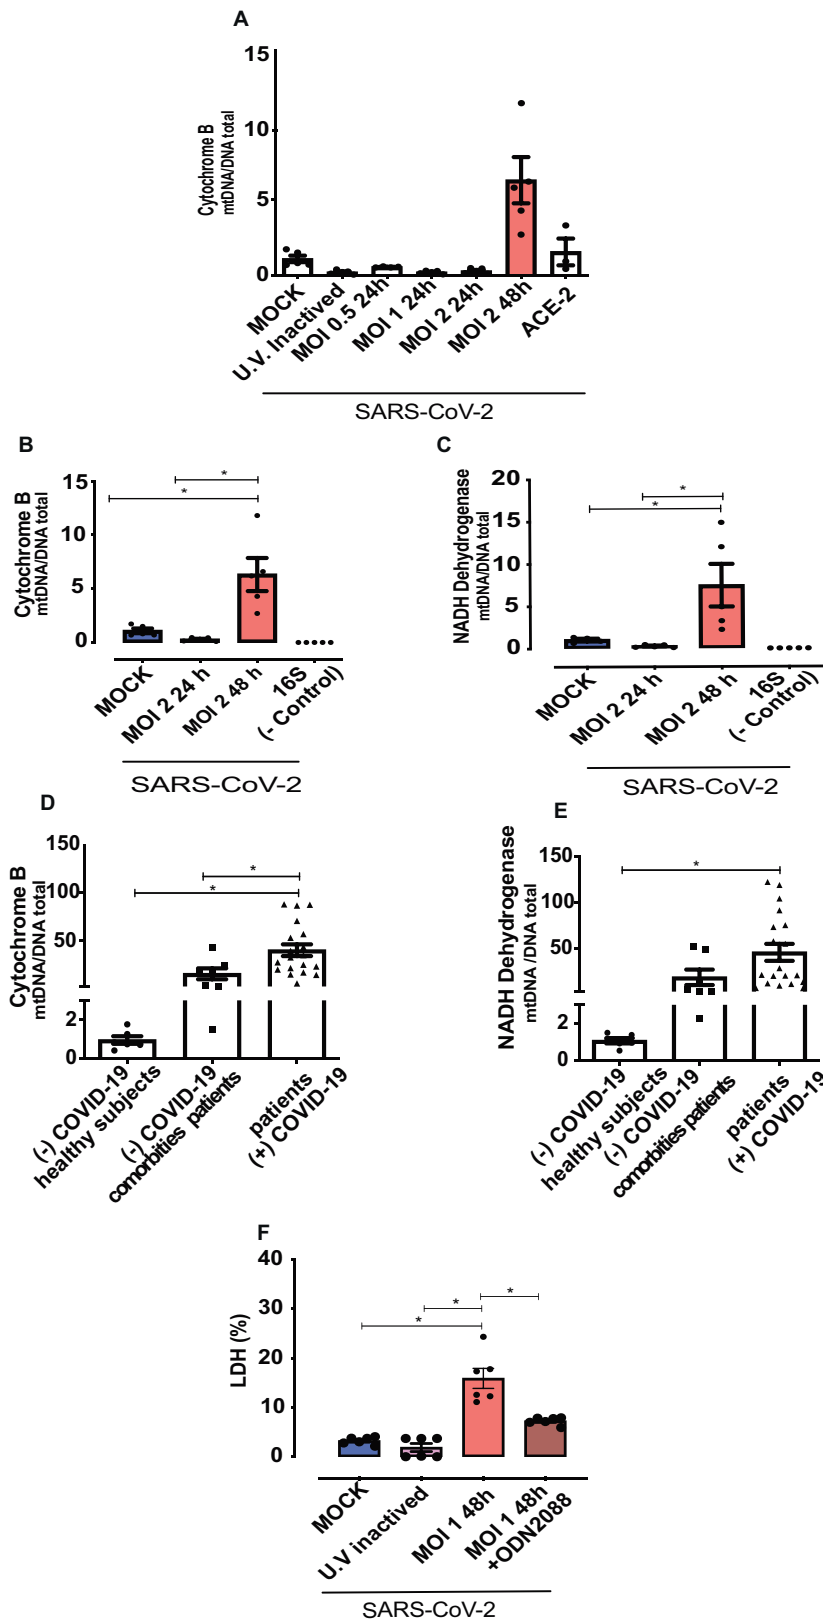 A
Cytochrome B
mtDNA/DNA total
15
10
5
0
MOCK
U.V. Inactived
MOI 0.5 24h
MOI 1 24h
MOI 2 24h
MOI 2 48h
ACE-2
SARS-CoV-2
B
Cytochrome B
mtDNA/DNA total
15
10
5
0
*
*
MOCK
MOI 2 24 h
MOI 2 48 h
16S
(- Control)
SARS-CoV-2
C
NADH Dehydrogenase
mtDNA/DNA total
20
15
10
5
0
*
*
MOCK
MOI 2 24 h
MOI 2 48 h
16S
(- Control)
SARS-CoV-2
D
Cytochrome B
mtDNA/DNA total
150
100
50
2
0
*
*
(-) COVID-19
healthy subjects
(-) COVID-19
comorbities patients
patients
(+) COVID-19
E
NADH Dehydrogenase
mtDNA /DNA total
150
100
50
2
0
*
(-) COVID-19
healthy subjects
(-) COVID-19
comorbities patients
patients
(+) COVID-19
F
LDH (%)
40
30
20
10
0
*
*
*
MOCK
U.V inactived
MOI 1 48h
MOI 1 48h
+ODN2088
SARS-CoV-2